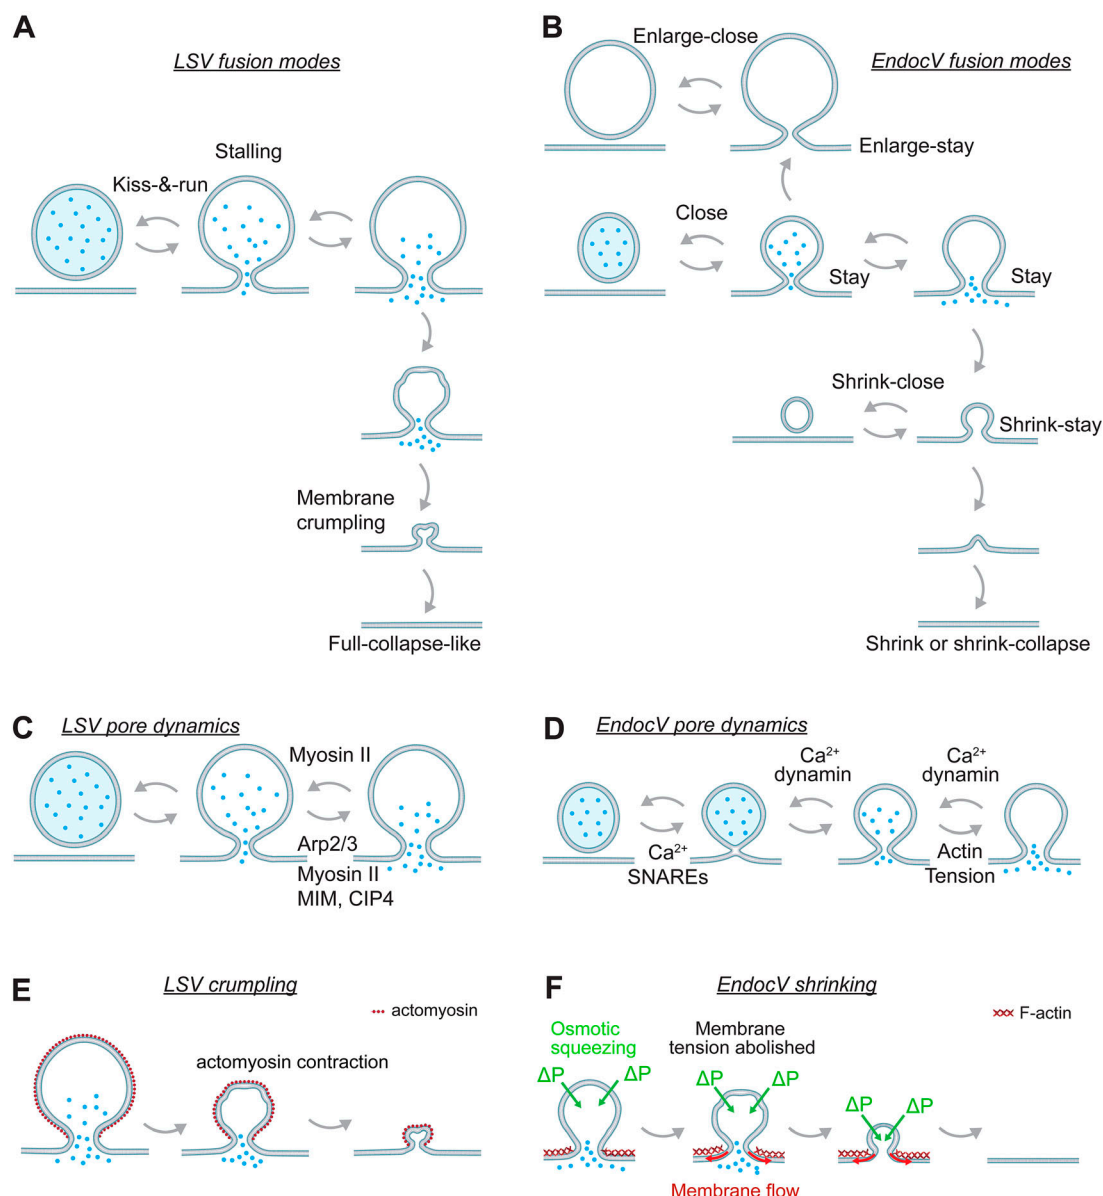 A
LSV fusion modes
Stalling
Kiss-&-run
Membrane
crumpling
Full-collapse-like
B
Enlarge-close
EndocV fusion modes
Enlarge-stay
Close
Stay
Stay
Shrink-close
Shrink-stay
Shrink or shrink-collapse
C
LSV pore dynamics
Myosin II
Arp2/3
Myosin II
MIM, CIP4
D
EndocV pore dynamics
Ca²⁺
dynamin
Ca²⁺
dynamin
Ca²⁺
SNAREs
Actin
Tension
E
LSV crumpling
actomyosin
actomyosin contraction
F
EndocV shrinking
F-actin
Osmotic
squeezing
Membrane
tension abolished
ΔP ΔP
ΔP ΔP
ΔP ΔP
Membrane flow